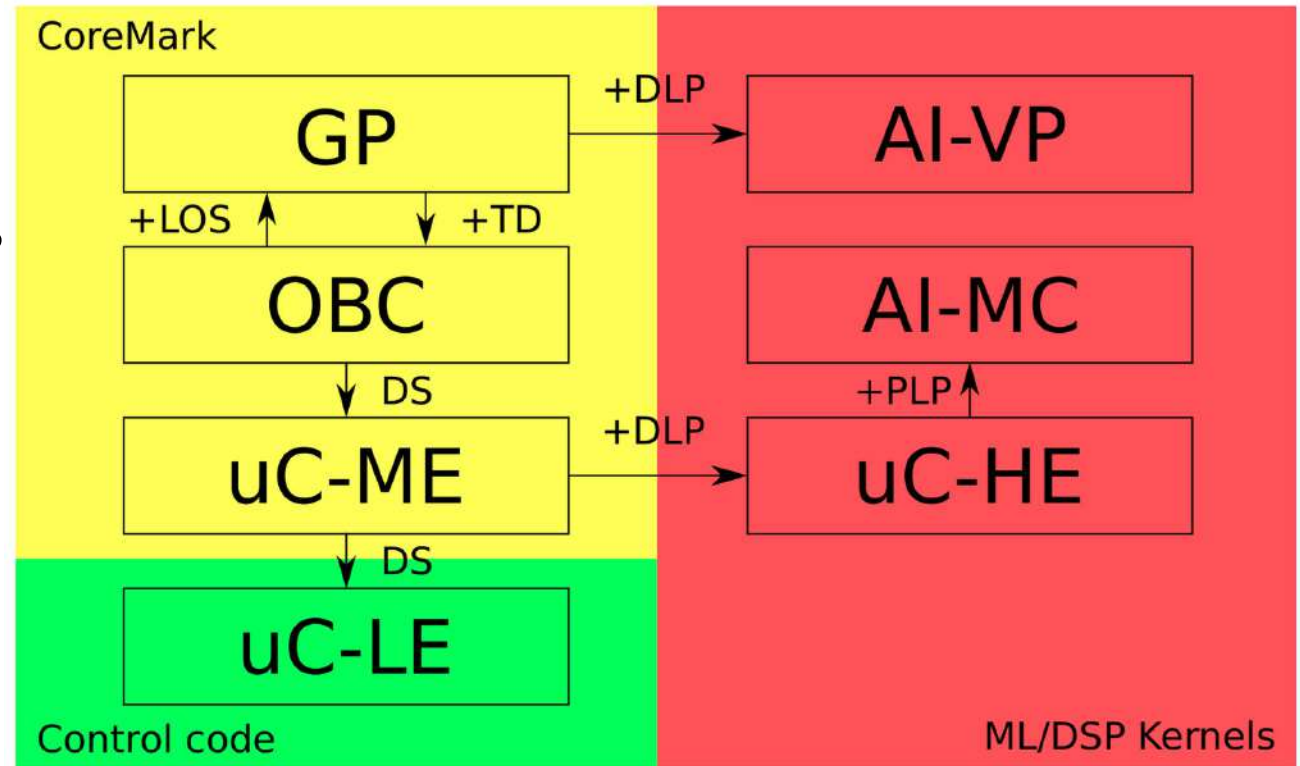 CoreMark
+DLP
GP
AI-VP
+LOS
+TD
OBC
AI-MC
DS
+PLP
+DLP
uC-ME
uC-HE
DS
uC-LE
Control code
ML/DSP Kernels